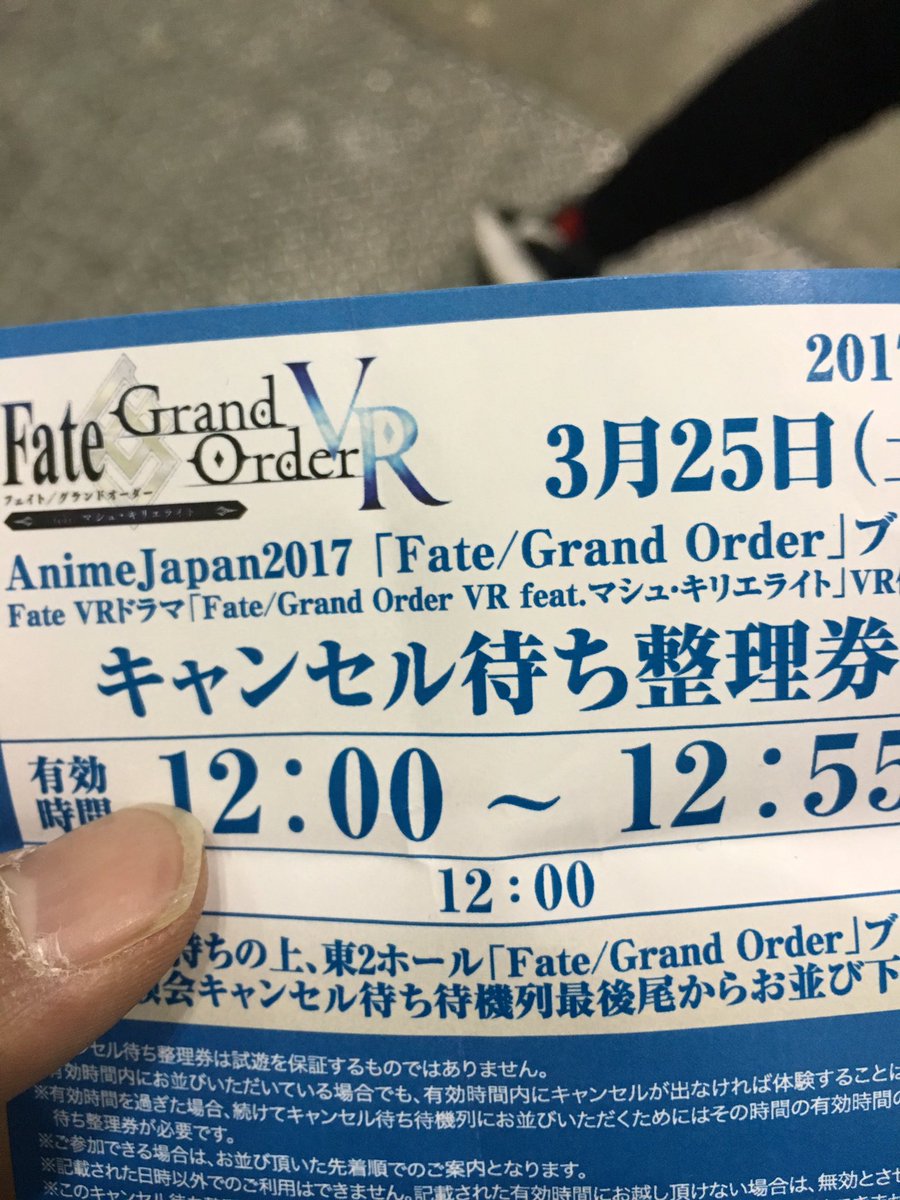 2017
3月25日(土
Fate Grand Order VR
フェイト/グランドオーダー
feat. マシュ・キリエライト
AnimeJapan2017「Fate/Grand Order」ブ
Fate VRドラマ「Fate/Grand Order VR feat.マシュ・キリエライト」VR
キャンセル待ち整理券
有効時間 12:00 ~ 12:55
12:00
待ちの上、東2ホール「Fate/Grand Order」ブ
会キャンセル待ち待機列最後尾からお並び下
ンセル待ち整理券は試遊を保証するものではありません。
有効時間内にお並びいただいている場合でも、有効時間内にキャンセルが出なければ体験することは
※有効時間を過ぎた場合、続けてキャンセル待ち待機列にお並びいただくためにはその時間の有効時間の
待ち整理券が必要です。
※ご参加できる場合は、お並び頂いた先着順でのご案内となります。
※記載された日時以外でのご利用はできません。記載された有効時間にお越し頂けない場合は、無効とさせ
※このキャンセル待ち